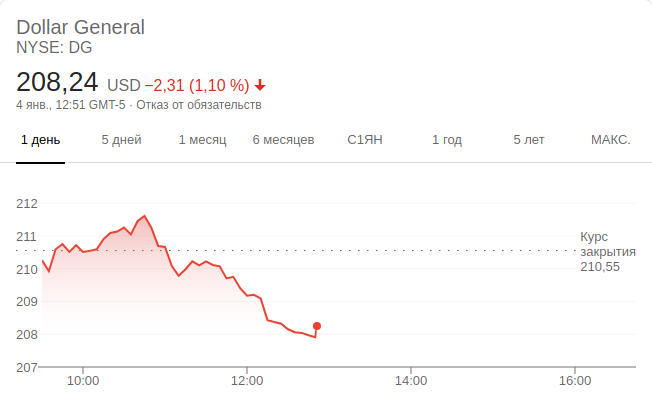 Dollar General
NYSE: DG
208,24 USD −2,31 (1,10 %)
4 янв., 12:51 GMT-5 · Отказ от обязательств
1 день 5 дней 1 месяц 6 месяцев С1ЯН 1 год 5 лет МАКС.
212
211
210
209
208
207
Курс
закрытия
210,55
10:00 12:00 14:00 16:00